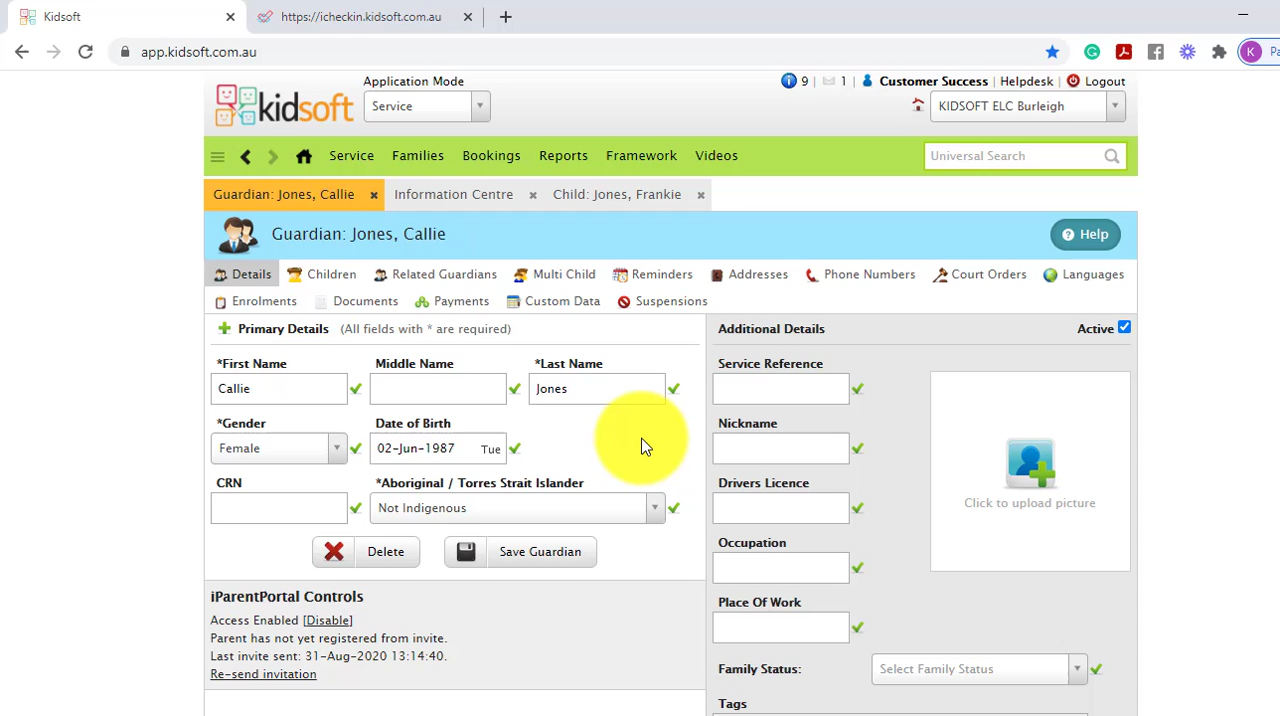 Kidsoft
https://icheckin.kidsoft.com.au
app.kidsoft.com.au
K
Pa
kidsoft
Application Mode
Service
9 | 1 Customer Success | Helpdesk | Logout
KIDSOFT ELC Burleigh
Service Families Bookings Reports Framework Videos
Universal Search
Guardian: Jones, Callie
Information Centre
Child: Jones, Frankie
Guardian: Jones, Callie
Help
Details Children Related Guardians Multi Child Reminders Addresses Phone Numbers Court Orders Languages
Enrolments Documents Payments Custom Data Suspensions
Primary Details (All fields with * are required)
*First Name Middle Name *Last Name
Callie Jones
*Gender Date of Birth
Female 02-Jun-1987 Tue
CRN *Aboriginal / Torres Strait Islander
Not Indigenous
Delete Save Guardian
iParentPortal Controls
Access Enabled [Disable]
Parent has not yet registered from invite.
Last invite sent: 31-Aug-2020 13:14:40.
Re-send invitation
Additional Details Active
Service Reference
Nickname
Drivers Licence
Click to upload picture
Occupation
Place Of Work
Family Status: Select Family Status
Tags